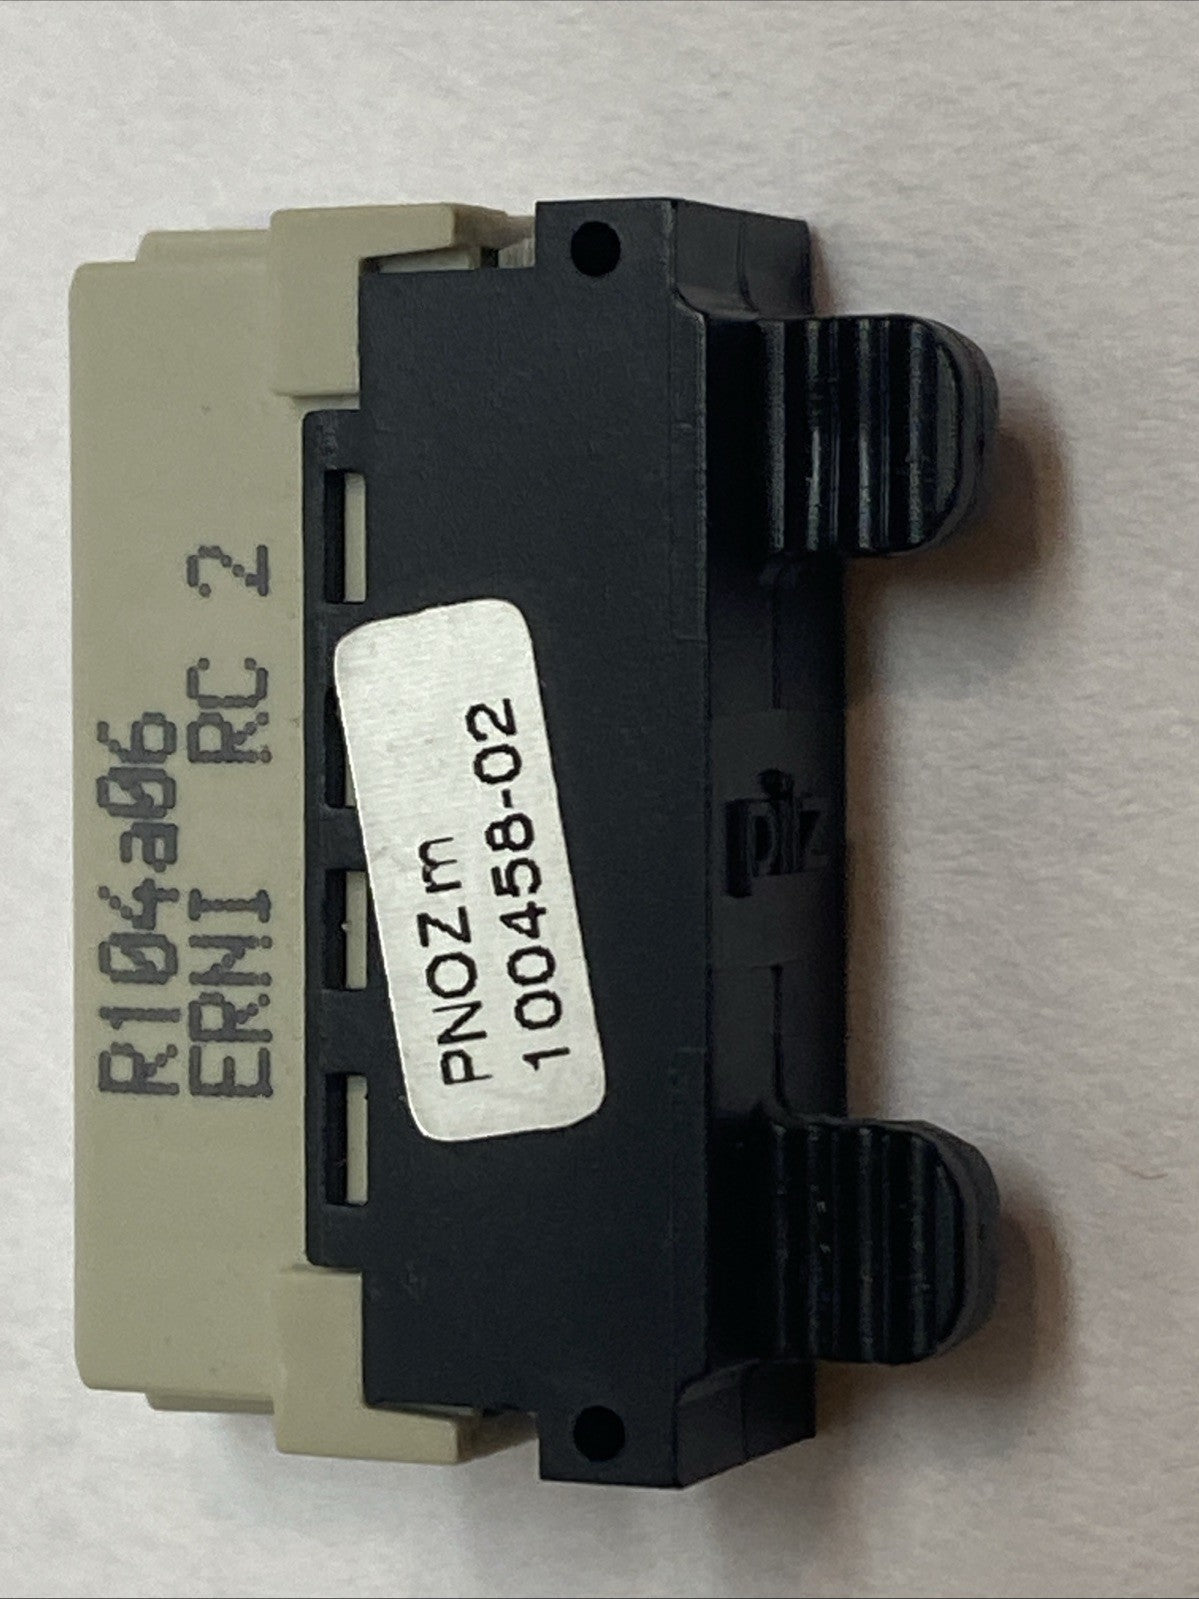 R104a06
ERNI RC 2
PNOZ m
100458-02
pilz